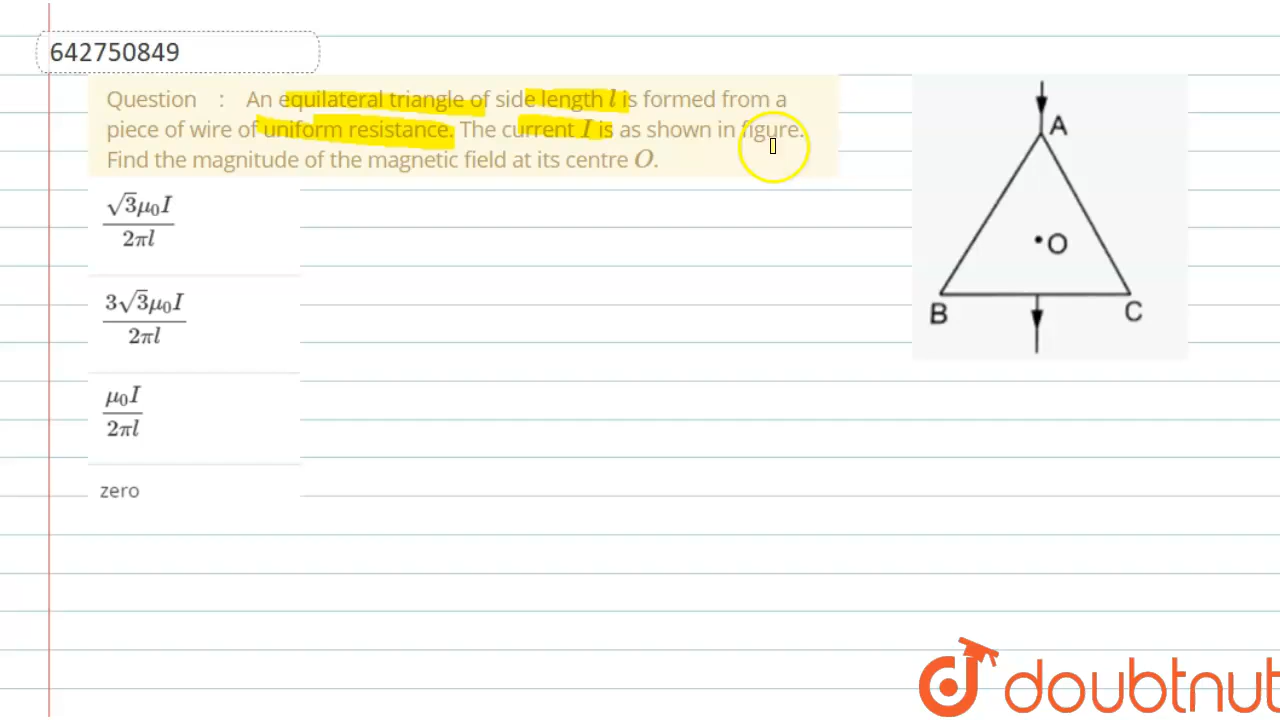 642750849
Question : An equilateral triangle of side length l is formed from a
piece of wire of uniform resistance. The current I is as shown in figure.
Find the magnitude of the magnetic field at its centre O.
√3μ₀I
2πl
3√3μ₀I
2πl
μ₀I
2πl
zero
A
O
B
C
doubtnut